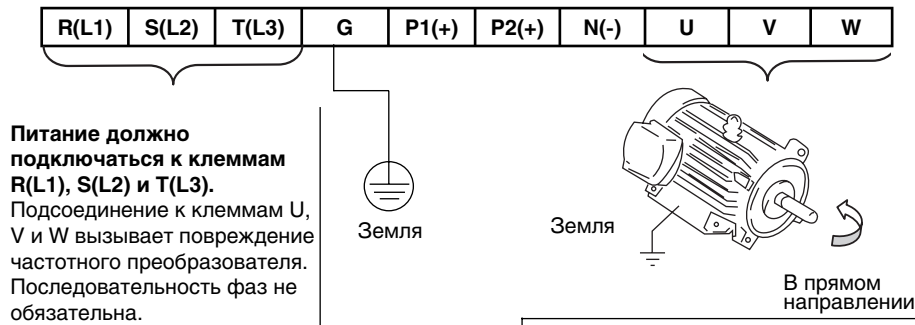 R(L1) S(L2) T(L3) G P1(+) P2(+) N(-) U V W
Питание должно
подключаться к клеммам
R(L1), S(L2) и T(L3).
Подсоединение к клеммам U,
V и W вызывает повреждение
частотного преобразователя.
Последовательность фаз не
обязательна.
Земля
Земля
В прямом
направлении